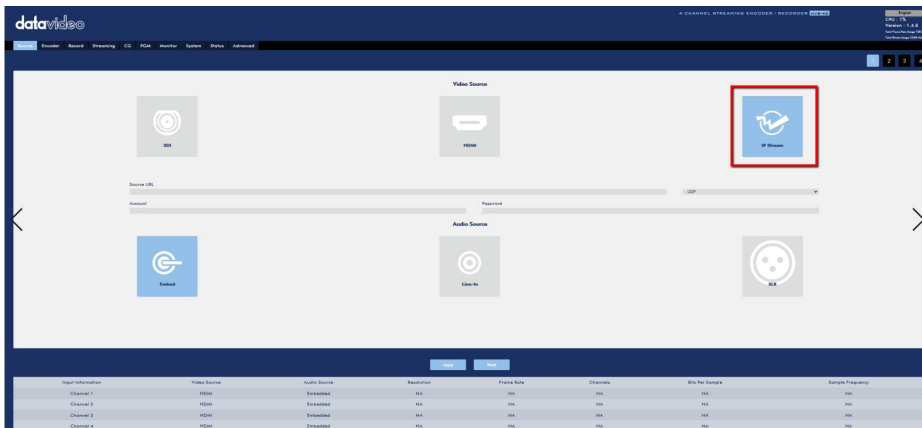 datavideo
4 CHANNEL STREAMING ENCODER / RECORDER
English
CPU : 1%
Version : 1.4.8
Source Encoder Record Streaming CG PGM Monitor System Status Advanced
1 2 3 4
Video Source
SDI HDMI IP Stream
Source URL
UDP
Account Password
Audio Source
Embed Line-In XLR
Apply Reset
Input Information Video Source Audio Source Resolution Frame Rate Channels Bits Per Sample Sample Frequency
Channel 1 HDMI Embedded NA NA NA NA NA
Channel 2 HDMI Embedded NA NA NA NA NA
Channel 3 HDMI Embedded NA NA NA NA NA
Channel 4 HDMI Embedded NA NA NA NA NA